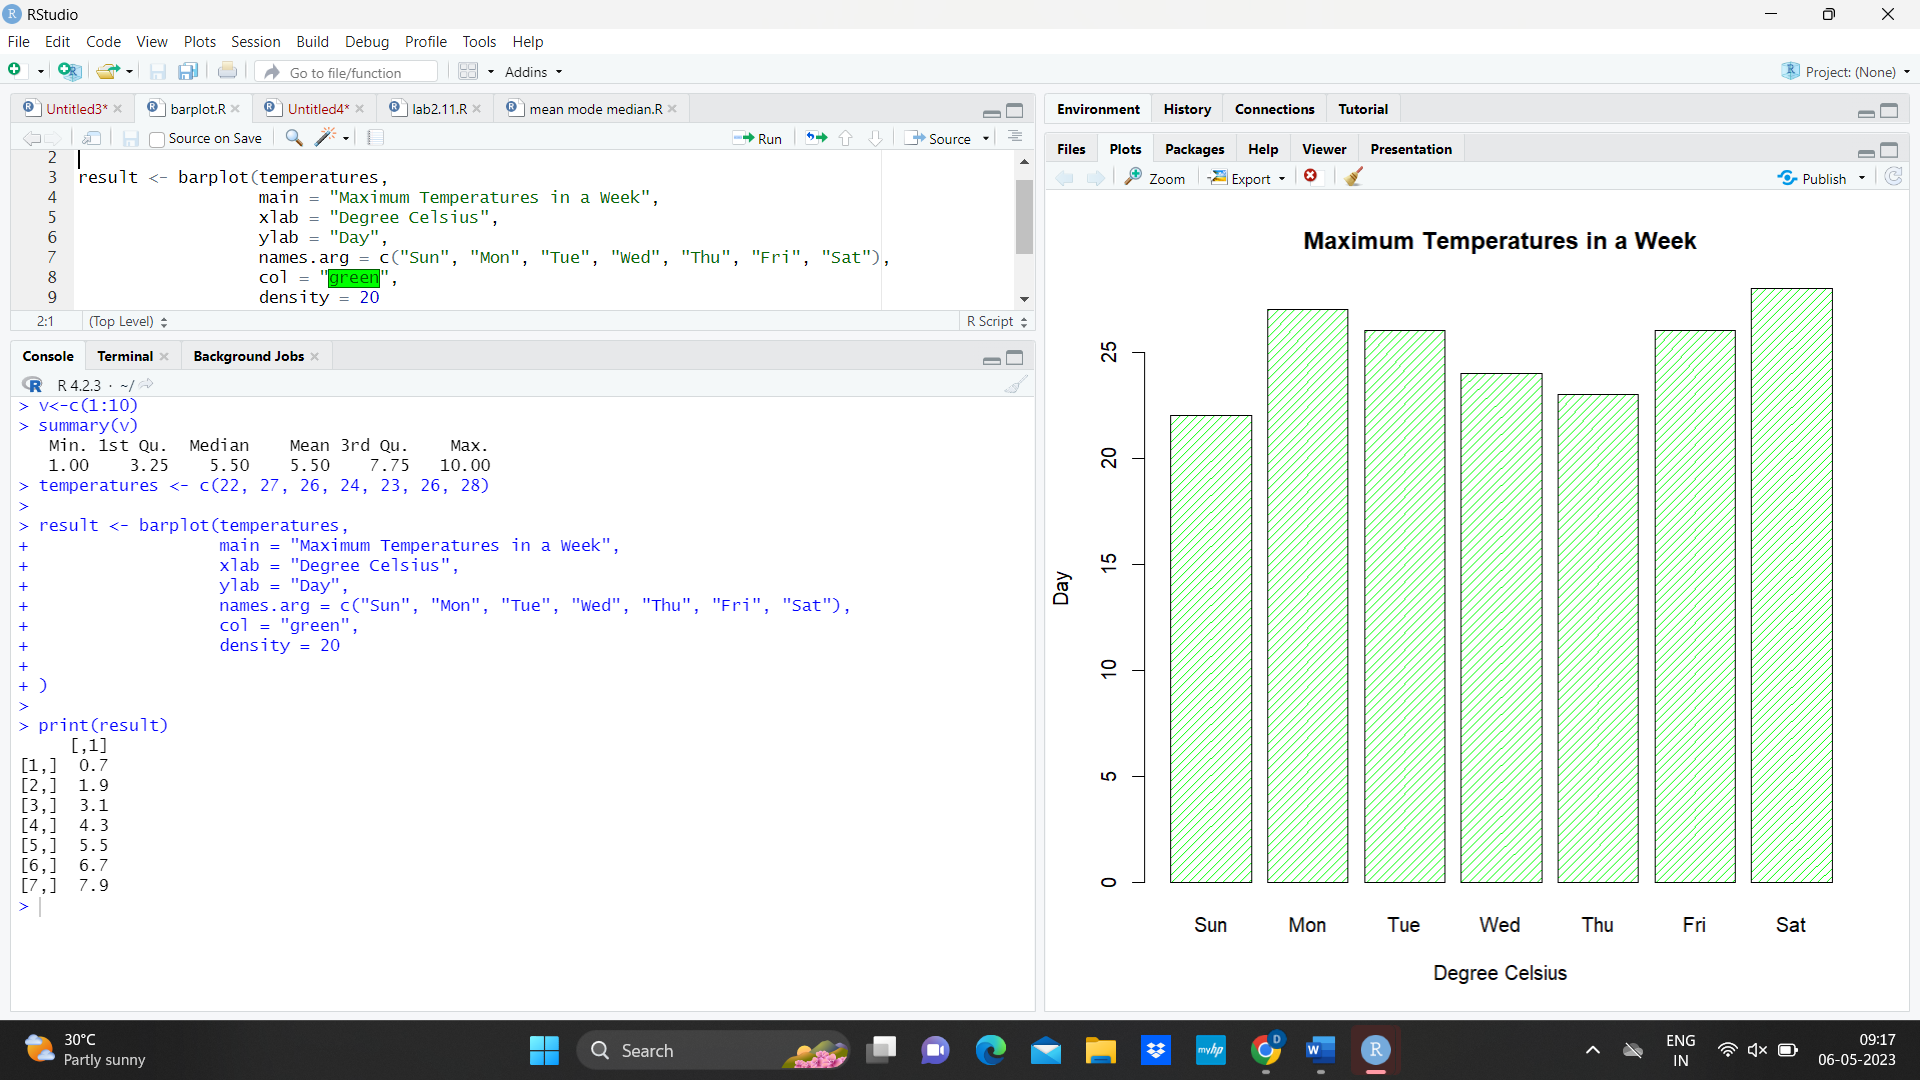 RStudio
File Edit Code View Plots Session Build Debug Profile Tools Help
Go to file/function Addins Project: (None)
Untitled3* barplot.R Untitled4* lab2.11.R mean mode median.R
Source on Save Run Source
2
3 result <- barplot(temperatures,
4 main = "Maximum Temperatures in a Week",
5 xlab = "Degree Celsius",
6 ylab = "Day",
7 names.arg = c("Sun", "Mon", "Tue", "Wed", "Thu", "Fri", "Sat"),
8 col = "green",
9 density = 20
2:1 (Top Level) R Script
Console Terminal Background Jobs
R 4.2.3 · ~/
> v<-c(1:10)
> summary(v)
Min. 1st Qu. Median Mean 3rd Qu. Max.
1.00 3.25 5.50 5.50 7.75 10.00
> temperatures <- c(22, 27, 26, 24, 23, 26, 28)
>
> result <- barplot(temperatures,
+ main = "Maximum Temperatures in a Week",
+ xlab = "Degree Celsius",
+ ylab = "Day",
+ names.arg = c("Sun", "Mon", "Tue", "Wed", "Thu", "Fri", "Sat"),
+ col = "green",
+ density = 20
+
+ )
>
> print(result)
[,1]
[1,] 0.7
[2,] 1.9
[3,] 3.1
[4,] 4.3
[5,] 5.5
[6,] 6.7
[7,] 7.9
>
Environment History Connections Tutorial
Files Plots Packages Help Viewer Presentation
Zoom Export Publish
Maximum Temperatures in a Week
25
20
15
10
5
0
Day
Sun Mon Tue Wed Thu Fri Sat
Degree Celsius
30°C
Partly sunny
Search
myhp
D
W
R
ENG
IN
09:17
06-05-2023